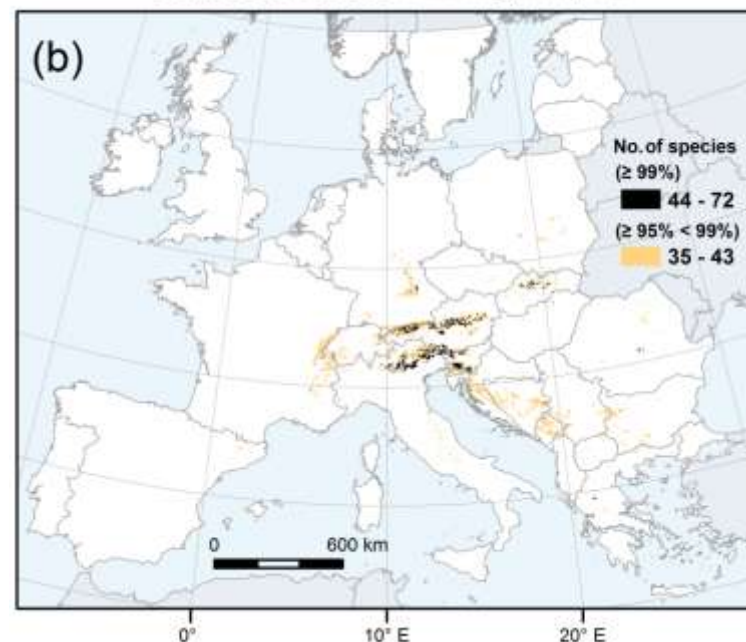 (b)
No. of species
(≥ 99%)
44 - 72
(≥ 95% < 99%)
35 - 43
0 600 km
0° 10° E 20° E